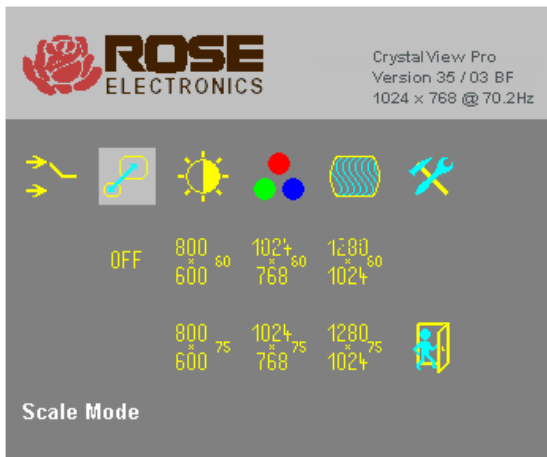 ROSE
ELECTRONICS
CrystalView Pro
Version 35 / 03 BF
1024 x 768 @ 70.2Hz
OFF
800 x 600 60
1024 x 768 60
1280 x 1024 60
800 x 600 75
1024 x 768 75
1280 x 1024 75
Scale Mode